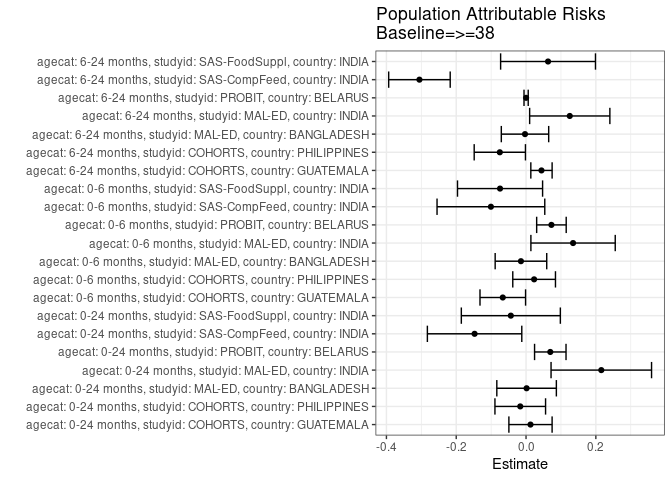 Population Attributable Risks
Baseline=>=38
agecat: 6-24 months, studyid: SAS-FoodSuppl, country: INDIA
agecat: 6-24 months, studyid: SAS-CompFeed, country: INDIA
agecat: 6-24 months, studyid: PROBIT, country: BELARUS
agecat: 6-24 months, studyid: MAL-ED, country: INDIA
agecat: 6-24 months, studyid: MAL-ED, country: BANGLADESH
agecat: 6-24 months, studyid: COHORTS, country: PHILIPPINES
agecat: 6-24 months, studyid: COHORTS, country: GUATEMALA
agecat: 0-6 months, studyid: SAS-FoodSuppl, country: INDIA
agecat: 0-6 months, studyid: SAS-CompFeed, country: INDIA
agecat: 0-6 months, studyid: PROBIT, country: BELARUS
agecat: 0-6 months, studyid: MAL-ED, country: INDIA
agecat: 0-6 months, studyid: MAL-ED, country: BANGLADESH
agecat: 0-6 months, studyid: COHORTS, country: PHILIPPINES
agecat: 0-6 months, studyid: COHORTS, country: GUATEMALA
agecat: 0-24 months, studyid: SAS-FoodSuppl, country: INDIA
agecat: 0-24 months, studyid: SAS-CompFeed, country: INDIA
agecat: 0-24 months, studyid: PROBIT, country: BELARUS
agecat: 0-24 months, studyid: MAL-ED, country: INDIA
agecat: 0-24 months, studyid: MAL-ED, country: BANGLADESH
agecat: 0-24 months, studyid: COHORTS, country: PHILIPPINES
agecat: 0-24 months, studyid: COHORTS, country: GUATEMALA
-0.4 -0.2 0.0 0.2
Estimate